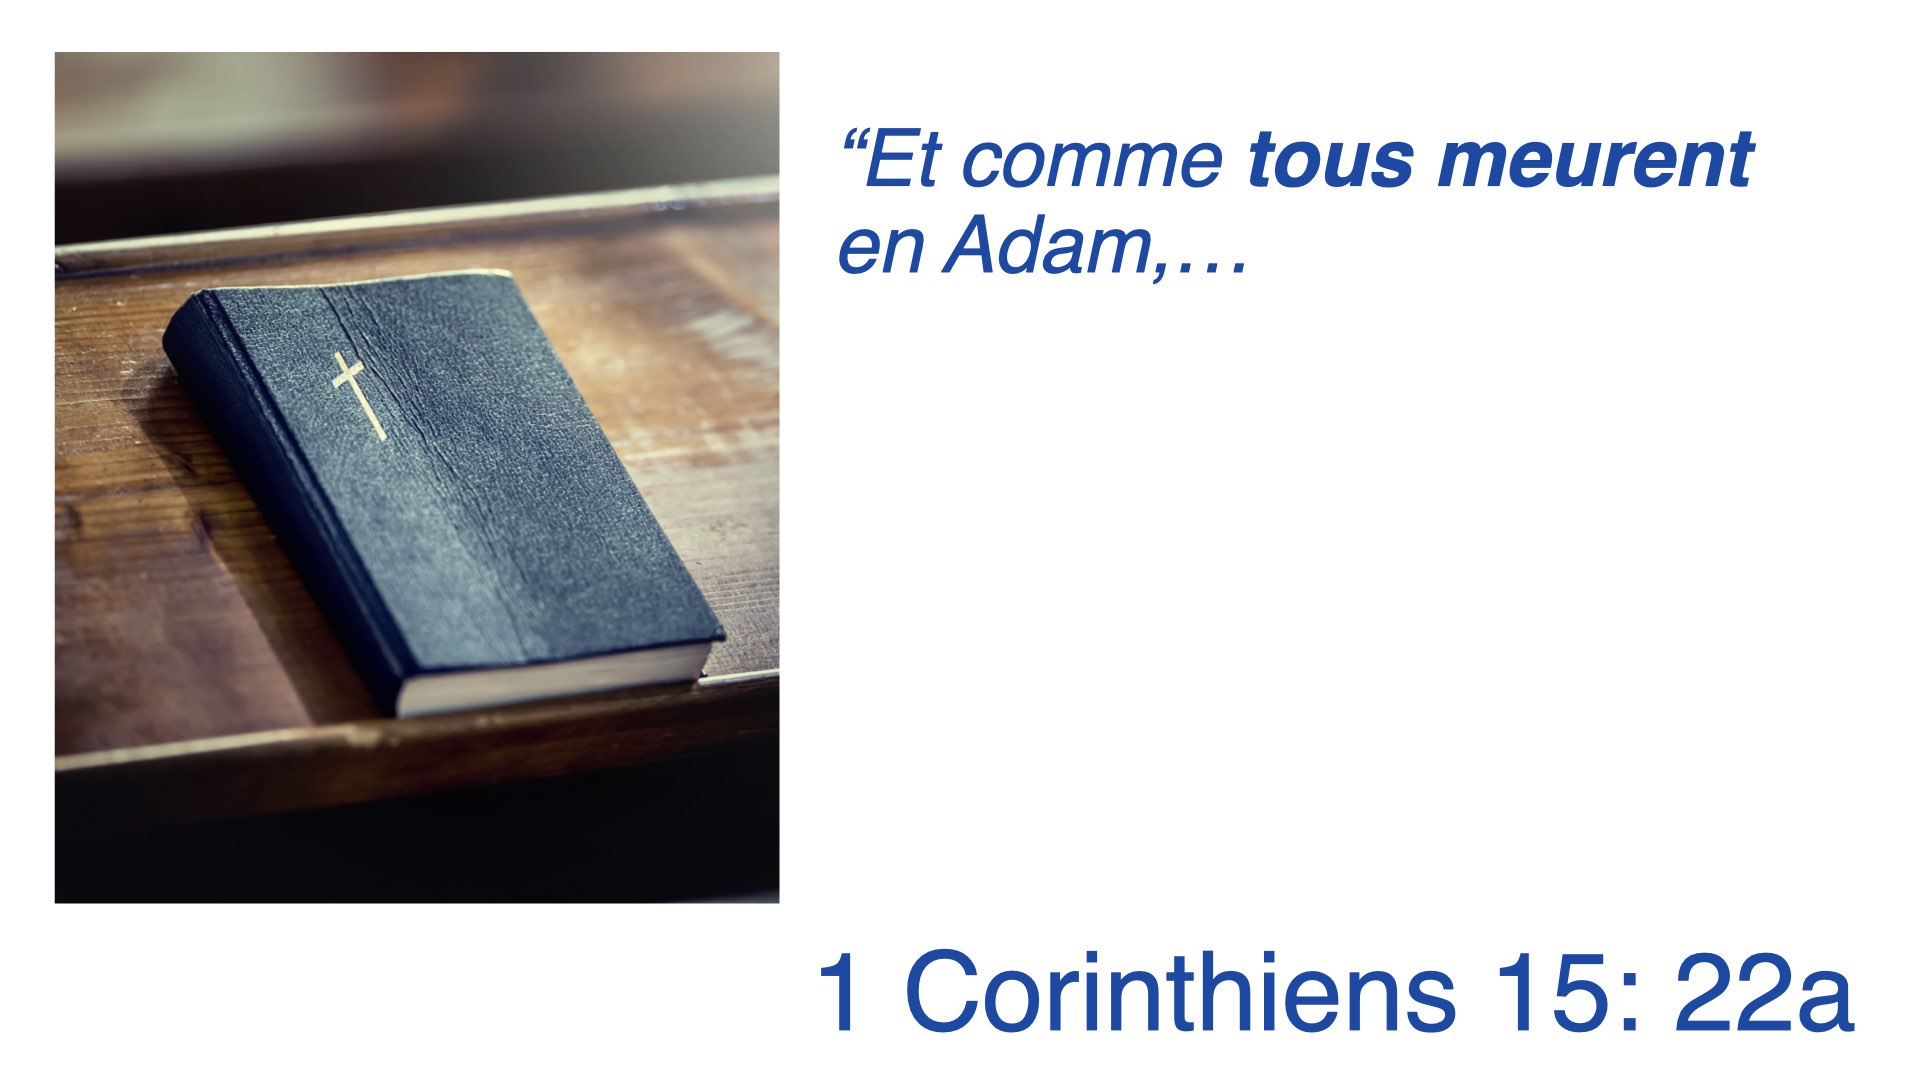 “Et comme tous meurent
en Adam,…
1 Corinthiens 15: 22a